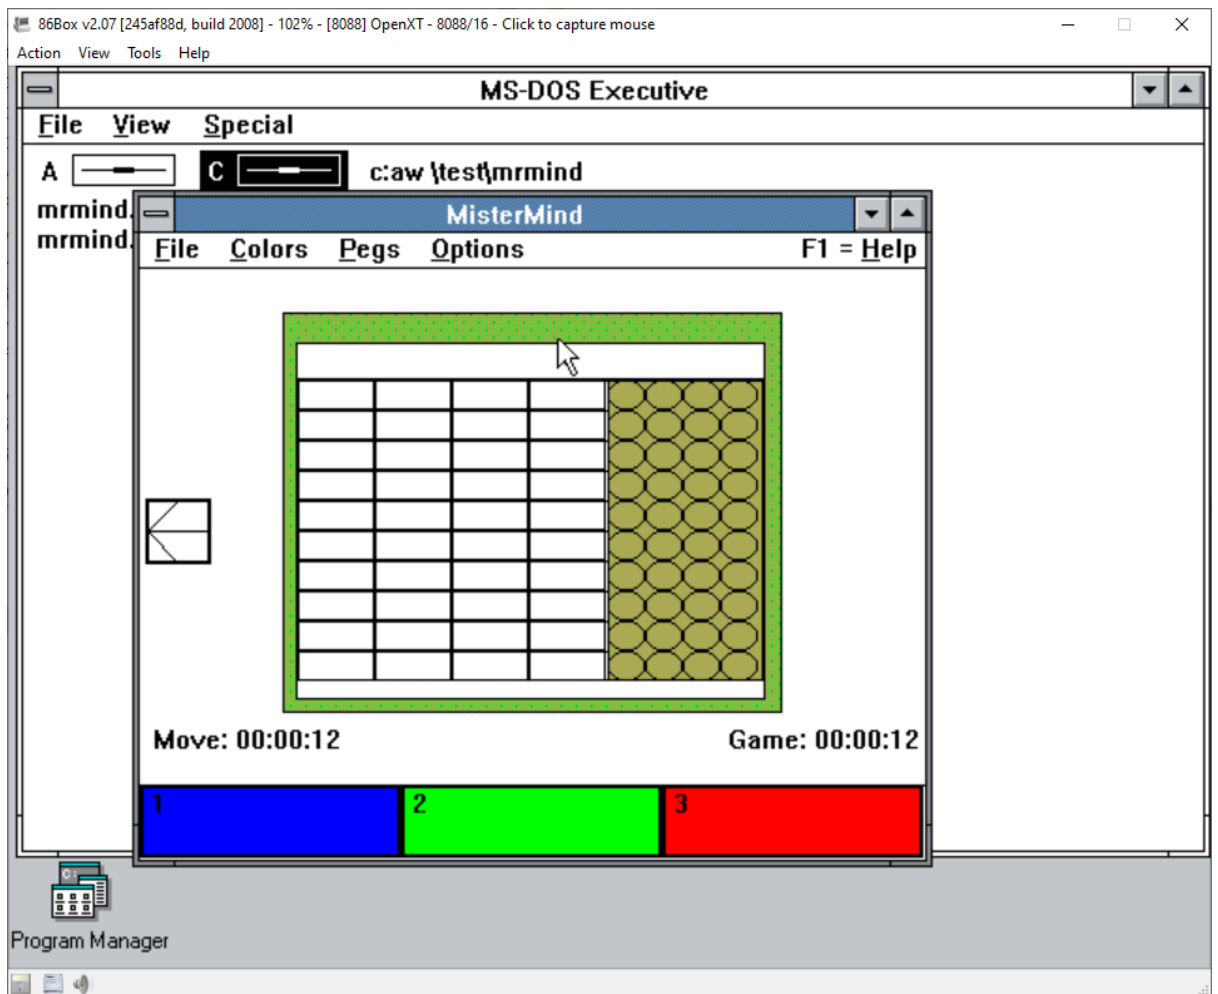 86Box v2.07 [245af88d, build 2008] - 102% - [8088] OpenXT - 8088/16 - Click to capture mouse
Action View Tools Help
MS-DOS Executive
File View Special
A C c:aw \test\mrmind
mrmind.
mrmind.
MisterMind
File Colors Pegs Options F1 = Help
Move: 00:00:12 Game: 00:00:12
1 2 3
C:
Program Manager